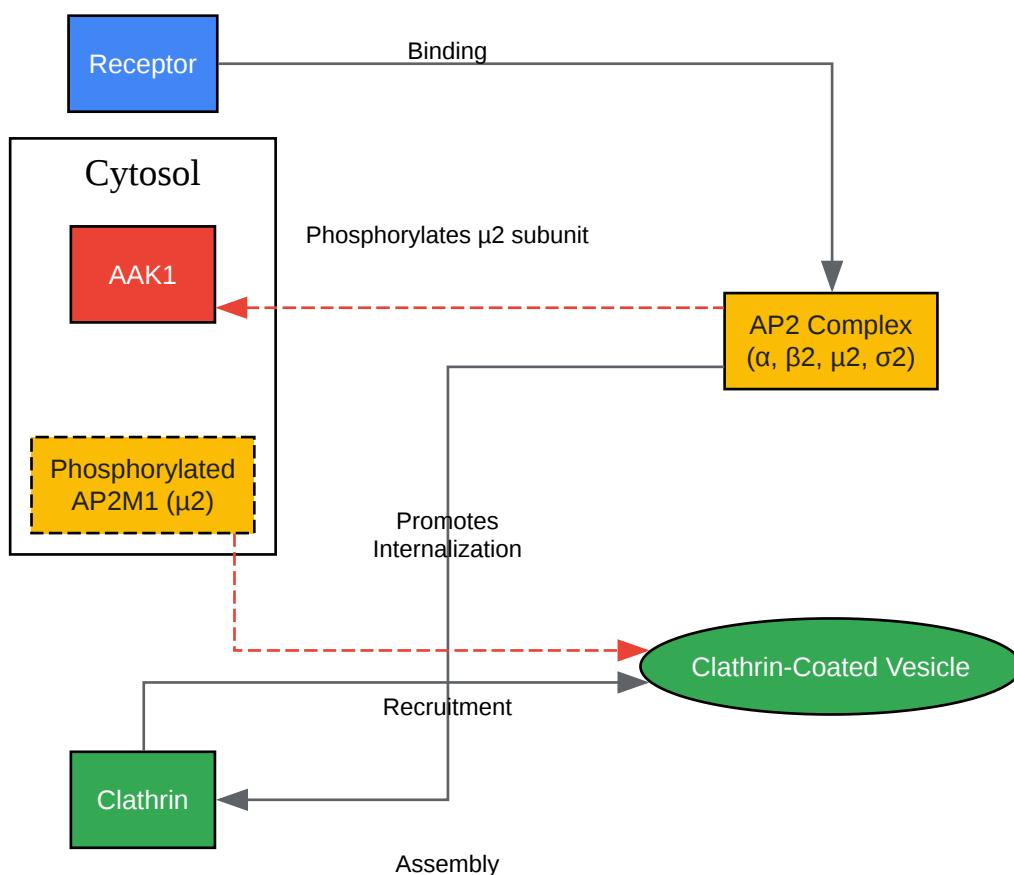 Receptor
Binding
Cytosol
AAK1
Phosphorylates µ2 subunit
AP2 Complex
(α, β2, µ2, σ2)
Phosphorylated
AP2M1 (µ2)
Promotes
Internalization
Clathrin-Coated Vesicle
Recruitment
Clathrin
Assembly